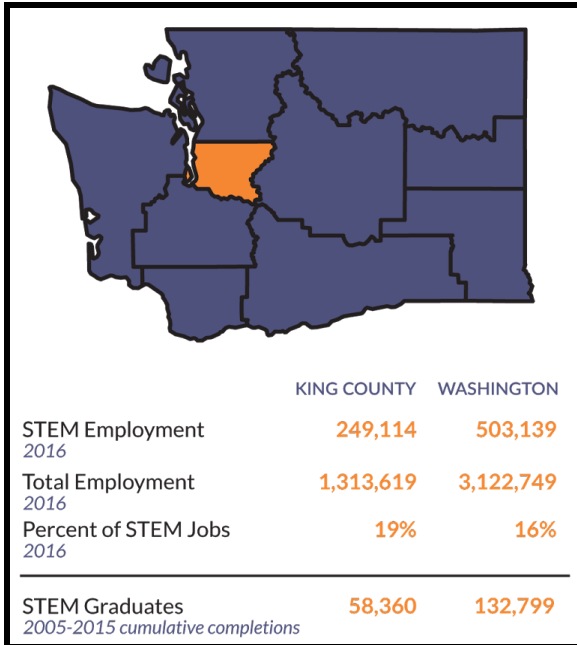 KING COUNTY WASHINGTON
STEM Employment 249,114 503,139
2016
Total Employment 1,313,619 3,122,749
2016
Percent of STEM Jobs 19% 16%
2016
STEM Graduates 58,360 132,799
2005-2015 cumulative completions